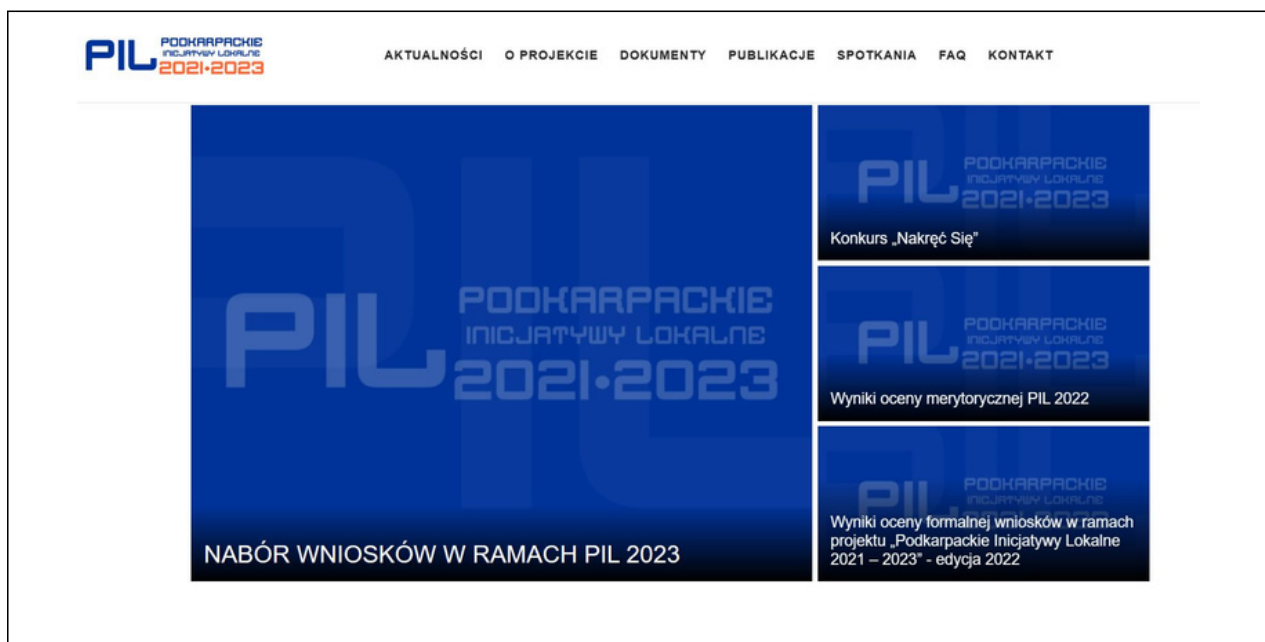 PIL PODKARPACKIE
INICJATYWY LOKALNE
2021•2023
AKTUALNOŚCI O PROJEKCIE DOKUMENTY PUBLIKACJE SPOTKANIA FAQ KONTAKT
PIL PODKARPACKIE
INICJATYWY LOKALNE
2021•2023
NABÓR WNIOSKÓW W RAMACH PIL 2023
PIL PODKARPACKIE
INICJATYWY LOKALNE
2021•2023
Konkurs „Nakręć Się”
PIL PODKARPACKIE
INICJATYWY LOKALNE
2021•2023
Wyniki oceny merytorycznej PIL 2022
PIL PODKARPACKIE
INICJATYWY LOKALNE
2021•2023
Wyniki oceny formalnej wniosków w ramach
projektu „Podkarpackie Inicjatywy Lokalne
2021 – 2023” - edycja 2022